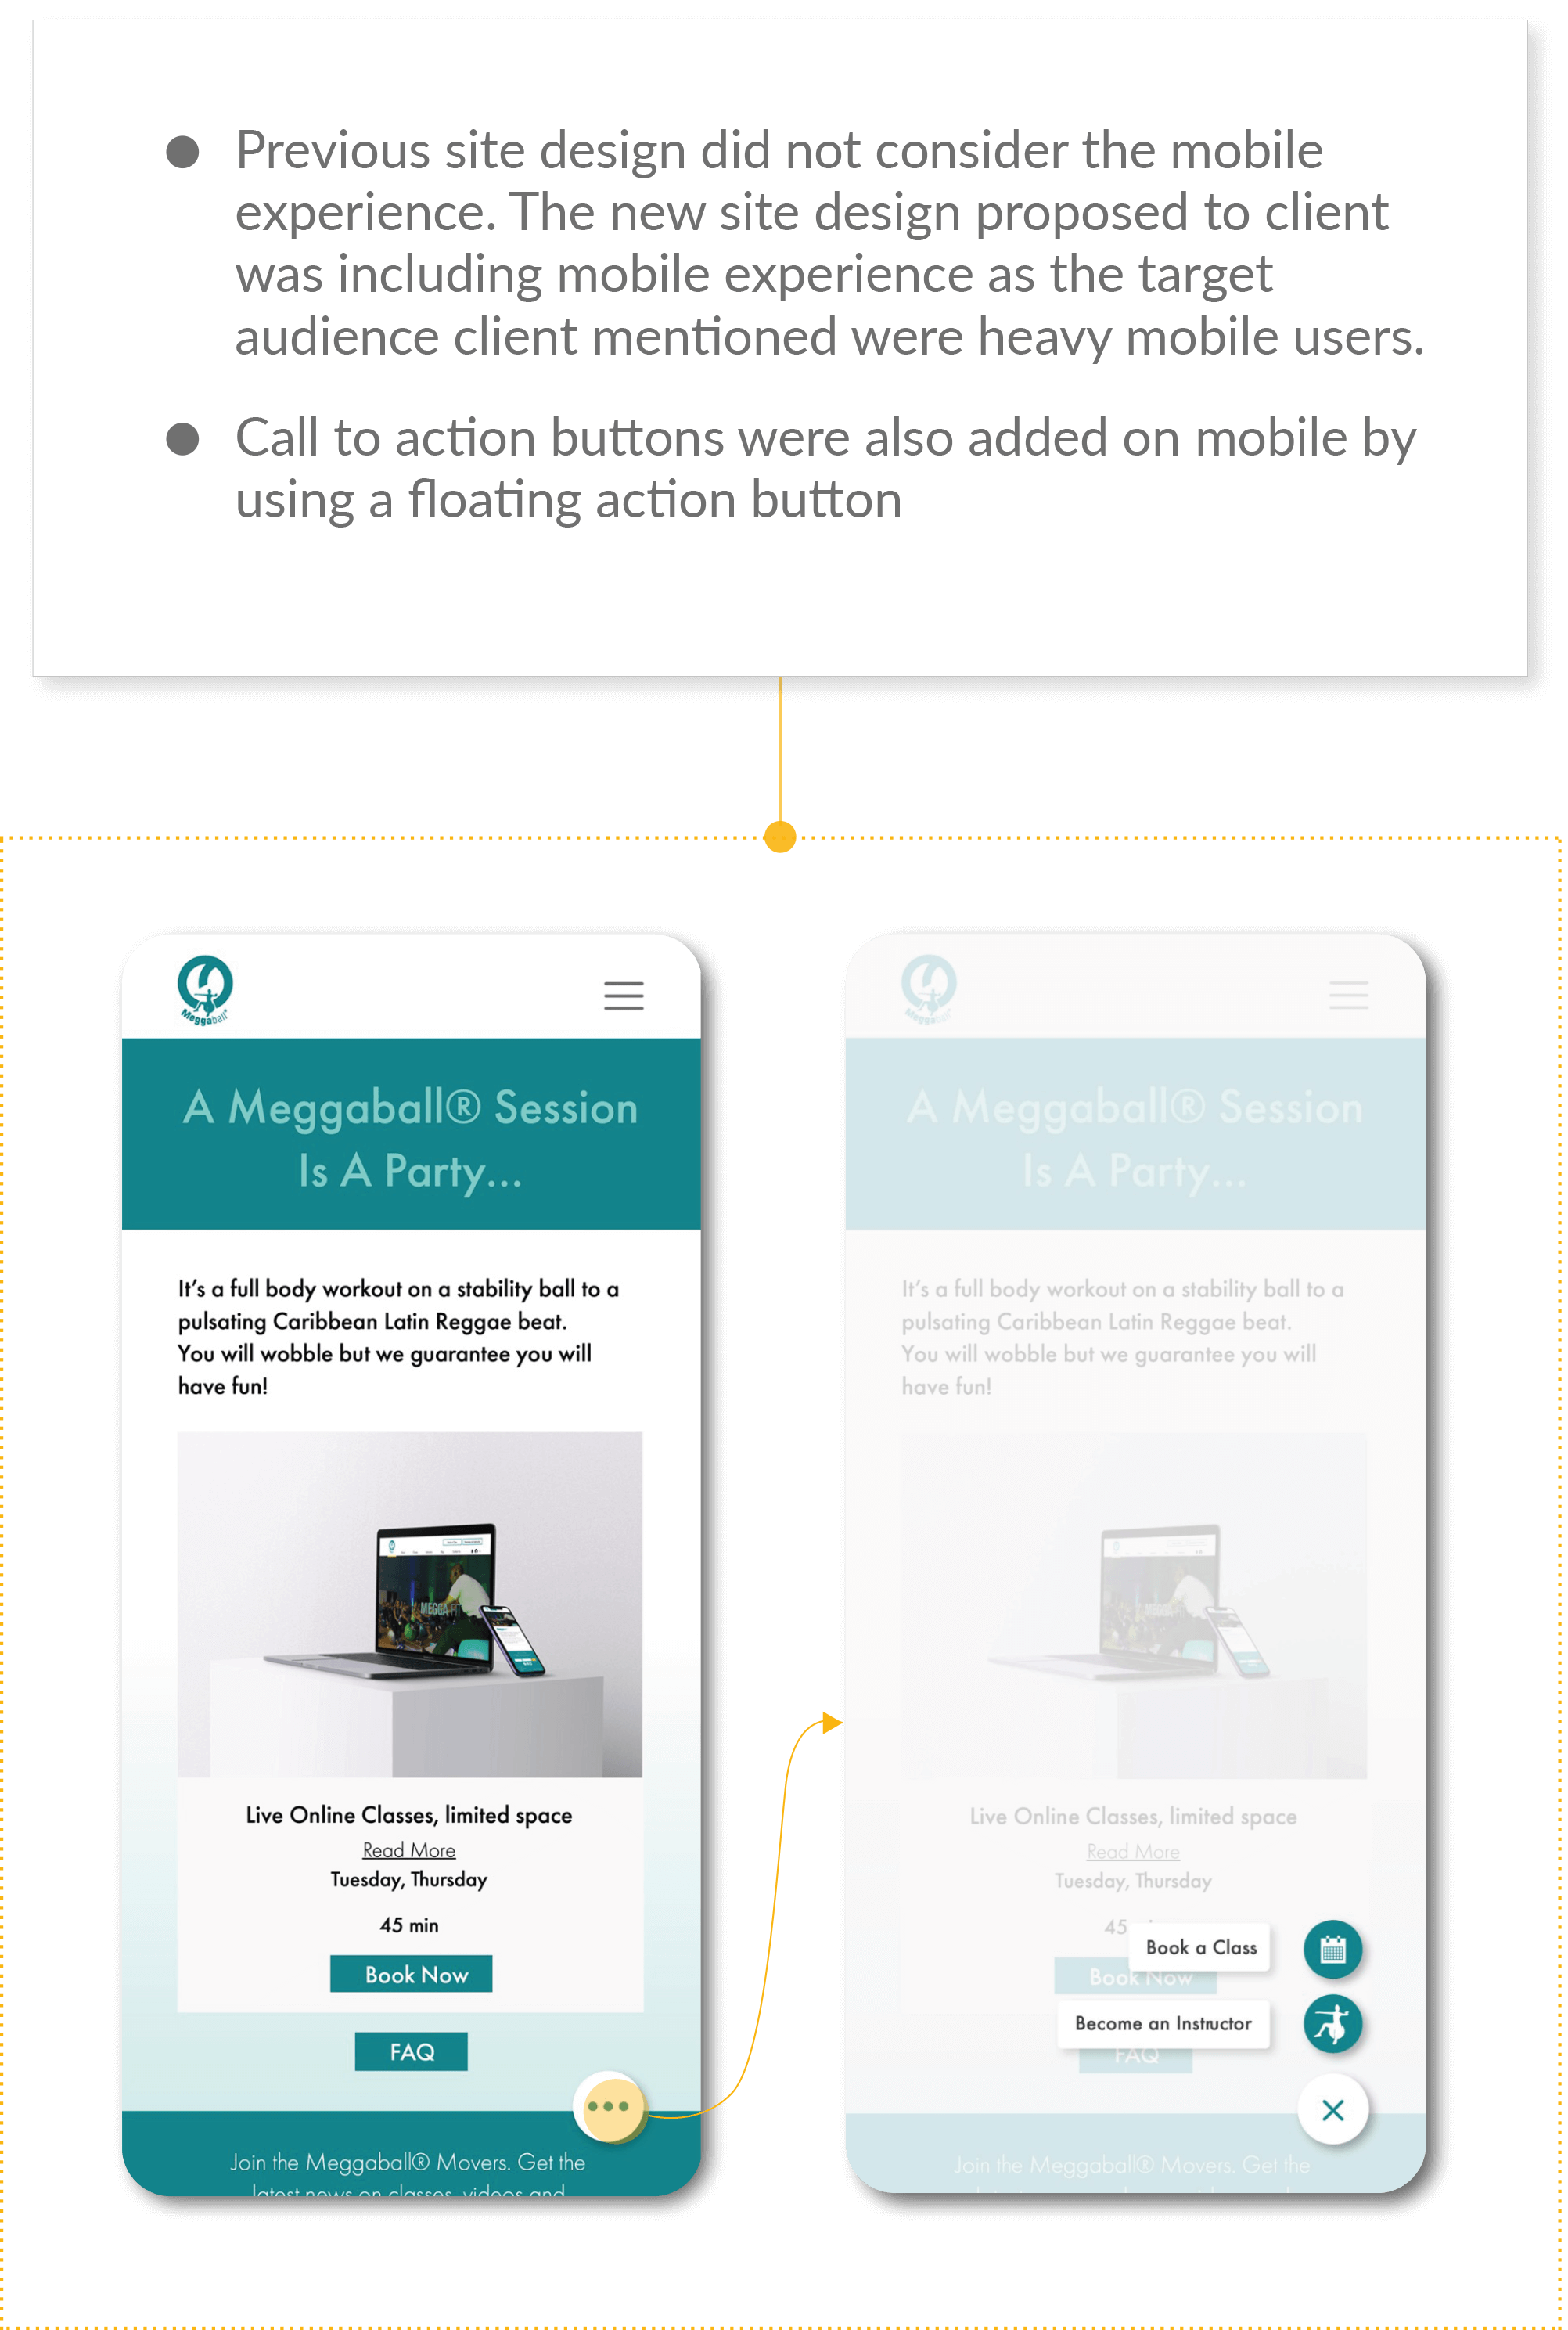 Previous site design did not consider the mobile
experience. The new site design proposed to client
was including mobile experience as the target
audience client mentioned were heavy mobile users.
Call to action buttons were also added on mobile by
using a floating action button
Meggaball®
A Meggaball® Session
Is A Party...
It’s a full body workout on a stability ball to a
pulsating Caribbean Latin Reggae beat.
You will wobble but we guarantee you will
have fun!
MEGGA FIT
Live Online Classes, limited space
Read More
Tuesday, Thursday
45 min
Book Now
FAQ
Join the Meggaball® Movers. Get the
latest news on classes, videos and
Meggaball®
A Meggaball® Session
Is A Party...
It’s a full body workout on a stability ball to a
pulsating Caribbean Latin Reggae beat.
You will wobble but we guarantee you will
have fun!
MEGGA FIT
Live Online Classes, limited space
Read More
Tuesday, Thursday
45
Book a Class
Book Now
Become an Instructor
FAQ
Join the Meggaball® Movers. Get the